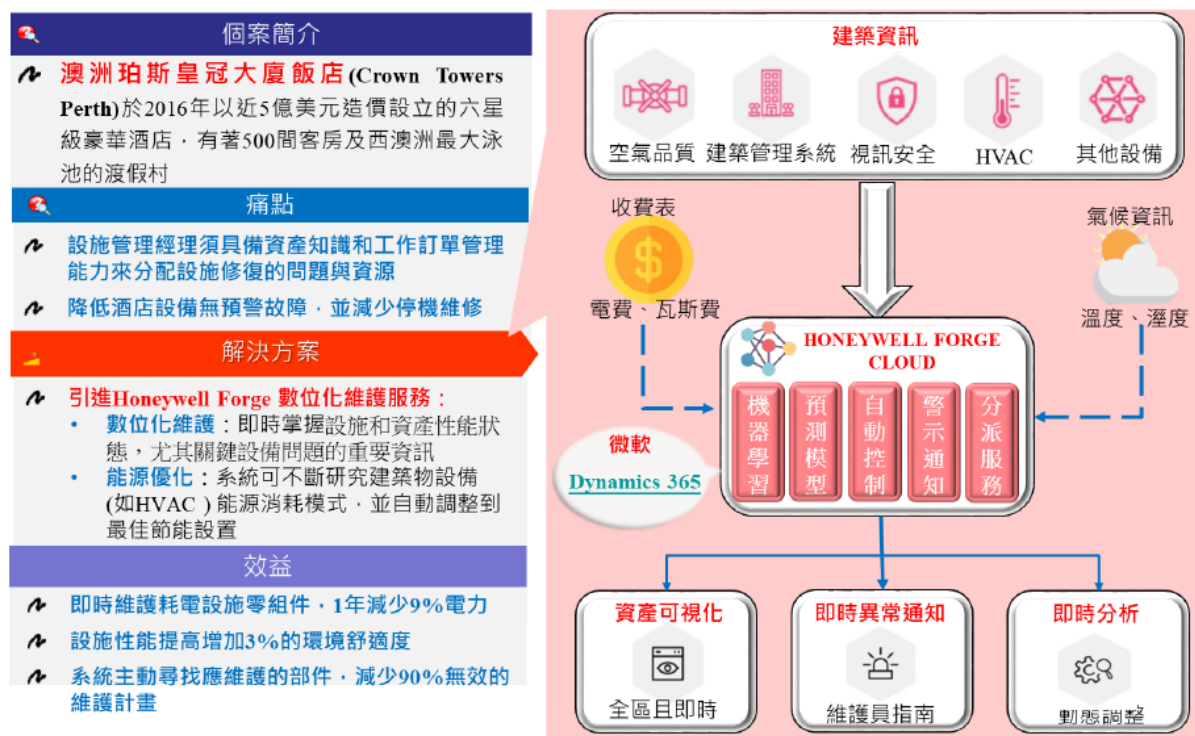 個案簡介
澳洲珀斯皇冠大廈飯店(Crown Towers
Perth)於2016年以近5億美元造價設立的六星
級豪華酒店，有著500間客房及西澳洲最大泳
池的渡假村
痛點
設施管理經理須具備資產知識和工作訂單管理
能力來分配設施修復的問題與資源
降低酒店設備無預警故障，並減少停機維修
解決方案
引進Honeywell Forge 數位化維護服務：
• 數位化維護：即時掌握設施和資產性能狀
態，尤其關鍵設備問題的重要資訊
• 能源優化：系統可不斷研究建築物設備
(如HVAC ) 能源消耗模式，並自動調整到
最佳節能設置
效益
即時維護耗電設施零組件，1年減少9%電力
設施性能提高增加3%的環境舒適度
系統主動尋找應維護的部件，減少90%無效的
維護計畫
建築資訊
空氣品質 建築管理系統 視訊安全 HVAC 其他設備
收費表
$
電費、瓦斯費
氣候資訊
溫度、溼度
HONEYWELL FORGE
CLOUD
機器學習
預測模型
自動控制
警示通知
分派服務
微軟
Dynamics 365
資產可視化
全區且即時
即時異常通知
維護員指南
即時分析
動態調整